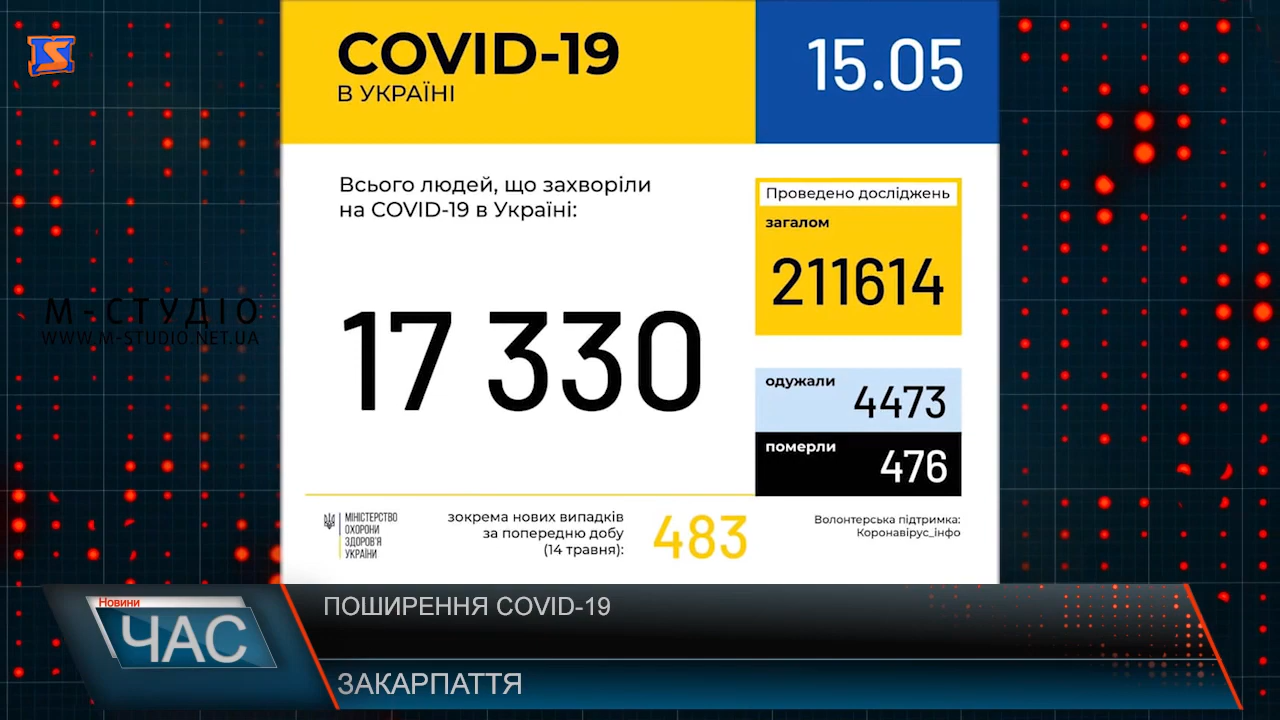 COVID-19
В УКРАЇНІ
15.05
Всього людей, що захворіли
на COVID-19 в Україні:
17 330
Проведено досліджень
загалом
211614
одужали
4473
померли
476
МІНІСТЕРСТВО
ОХОРОНИ
ЗДОРОВ'Я
УКРАЇНИ
зокрема нових випадків
за попередню добу
(14 травня):
483
Волонтерська підтримка:
Коронавірус_інфо
М-СТУДІО
WWW.M-STUDIO.NET.UA
Новини
ЧАС
ПОШИРЕННЯ COVID-19
ЗАКАРПАТТЯ